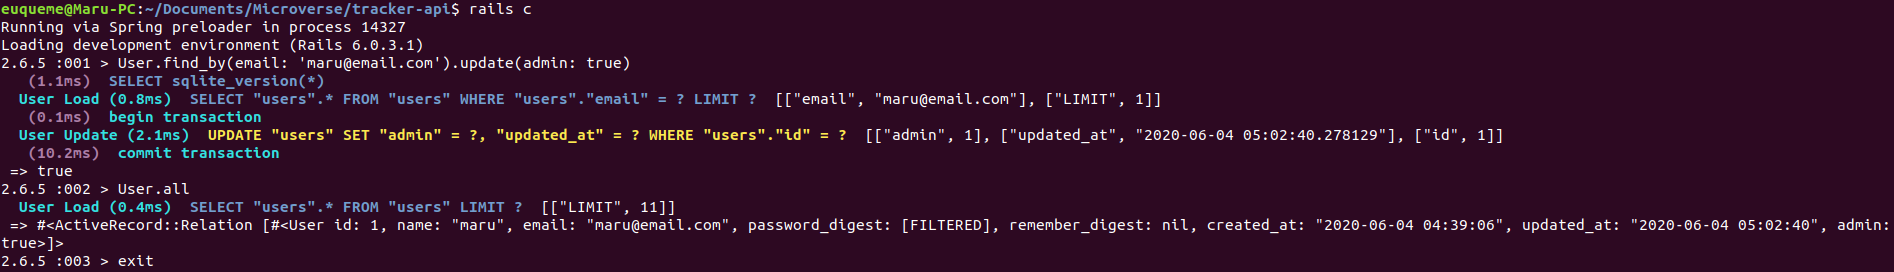 euqueme@Maru-PC:~/Documents/Microverse/tracker-api$ rails c
Running via Spring preloader in process 14327
Loading development environment (Rails 6.0.3.1)
2.6.5 :001 > User.find_by(email: 'maru@email.com').update(admin: true)
(1.1ms)  SELECT sqlite_version(*)
User Load (0.8ms)  SELECT "users".* FROM "users" WHERE "users"."email" = ? LIMIT ?  [["email", "maru@email.com"], ["LIMIT", 1]]
(0.1ms)  begin transaction
User Update (2.1ms)  UPDATE "users" SET "admin" = ?, "updated_at" = ? WHERE "users"."id" = ?  [["admin", 1], ["updated_at", "2020-06-04 05:02:40.278129"], ["id", 1]]
(10.2ms)  commit transaction
=> true
2.6.5 :002 > User.all
User Load (0.4ms)  SELECT "users".* FROM "users" LIMIT ?  [["LIMIT", 11]]
=> #<ActiveRecord::Relation [#<User id: 1, name: "maru", email: "maru@email.com", password_digest: [FILTERED], remember_digest: nil, created_at: "2020-06-04 04:39:06", updated_at: "2020-06-04 05:02:40", admin:
true>]>
2.6.5 :003 > exit